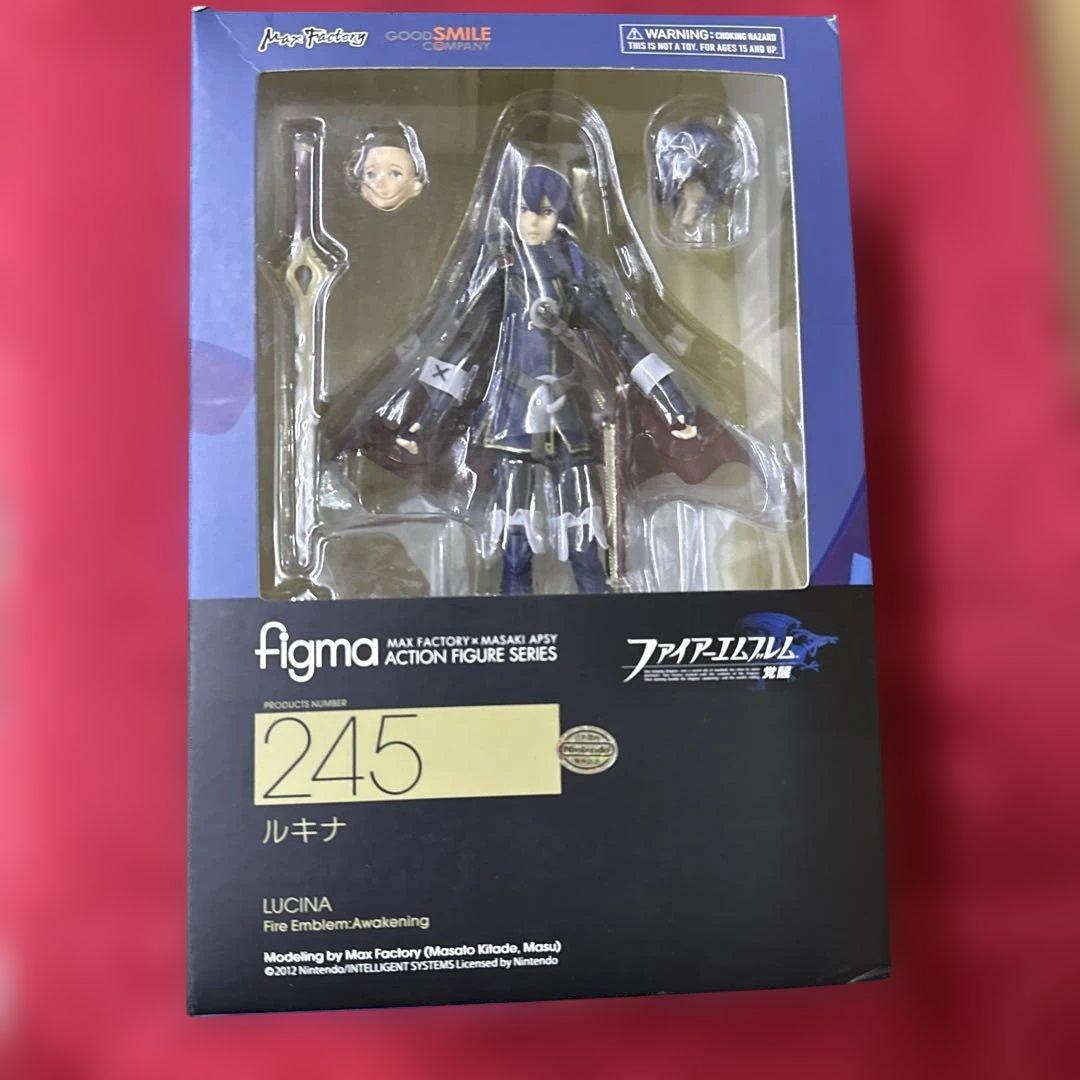 Max Factory
GOOD SMILE
COMPANY
WARNING: CHOKING HAZARD
THIS IS NOT A TOY. FOR AGES 15 AND UP.
figma MAX FACTORY × MASAKI APSY
ACTION FIGURE SERIES
ファイアーエムブレム
覚醒
PRODUCTS NUMBER
245
Nintendo
ルキナ
LUCINA
Fire Emblem:Awakening
Modeling by Max Factory (Masato Kitade, Masu)
©2012 Nintendo/INTELLIGENT SYSTEMS Licensed by Nintendo